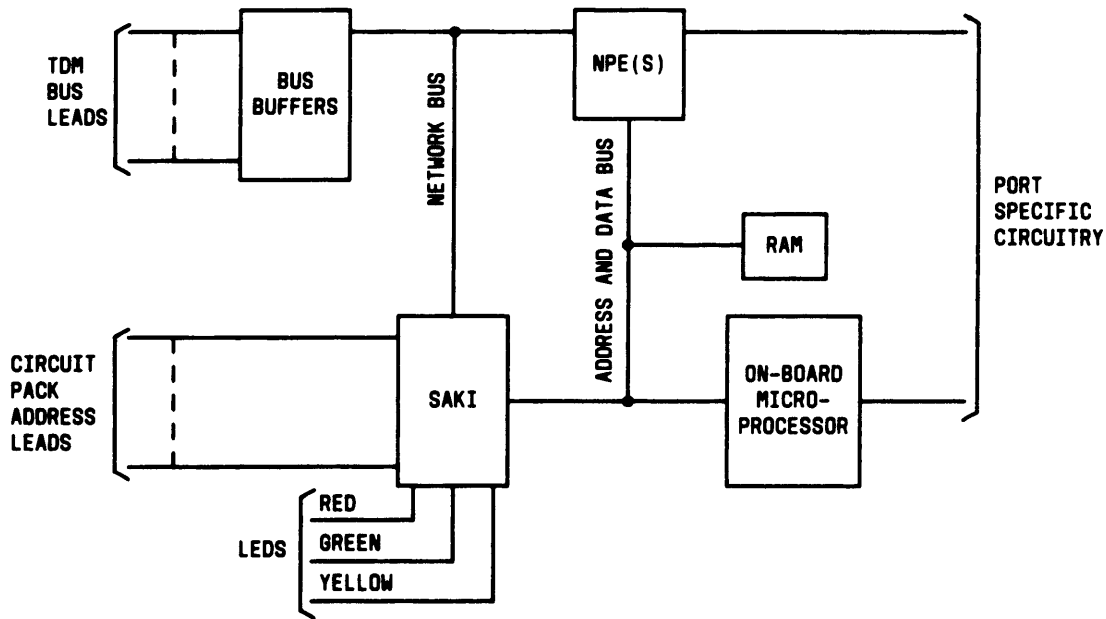 TDM
BUS
LEADS
BUS
BUFFERS
NETWORK BUS
NPE(S)
ADDRESS AND DATA BUS
RAM
PORT
SPECIFIC
CIRCUITRY
CIRCUIT
PACK
ADDRESS
LEADS
SAKI
ON-BOARD
MICRO-
PROCESSOR
LEDS
RED
GREEN
YELLOW